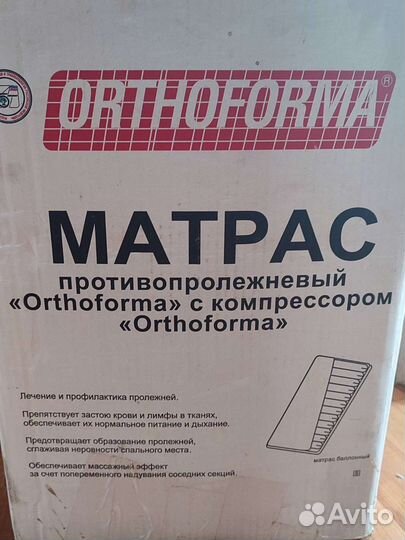 ORTHOFORMA®
МАТРАС
противопролежневый
«Orthoforma» с компрессором
«Orthoforma»
Лечение и профилактика пролежней.
Препятствует застою крови и лимфы в тканях,
обеспечивает их нормальное питание и дыхание.
Предотвращает образование пролежней,
сглаживая неровности спального места.
Обеспечивает массажный эффект
за счет попеременного надувания соседних секций.
матрас баллонный
Avito